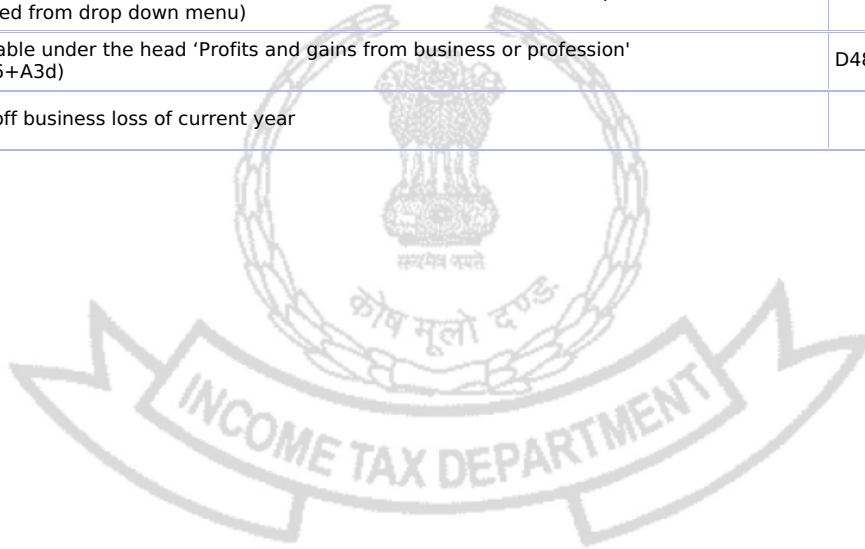 ed from drop down menu)
able under the head ‘Profits and gains from business or profession'
+A3d) D48
off business loss of current year
सत्यमेव जयते
कोष मूलो दण्ड
INCOME TAX DEPARTMENT